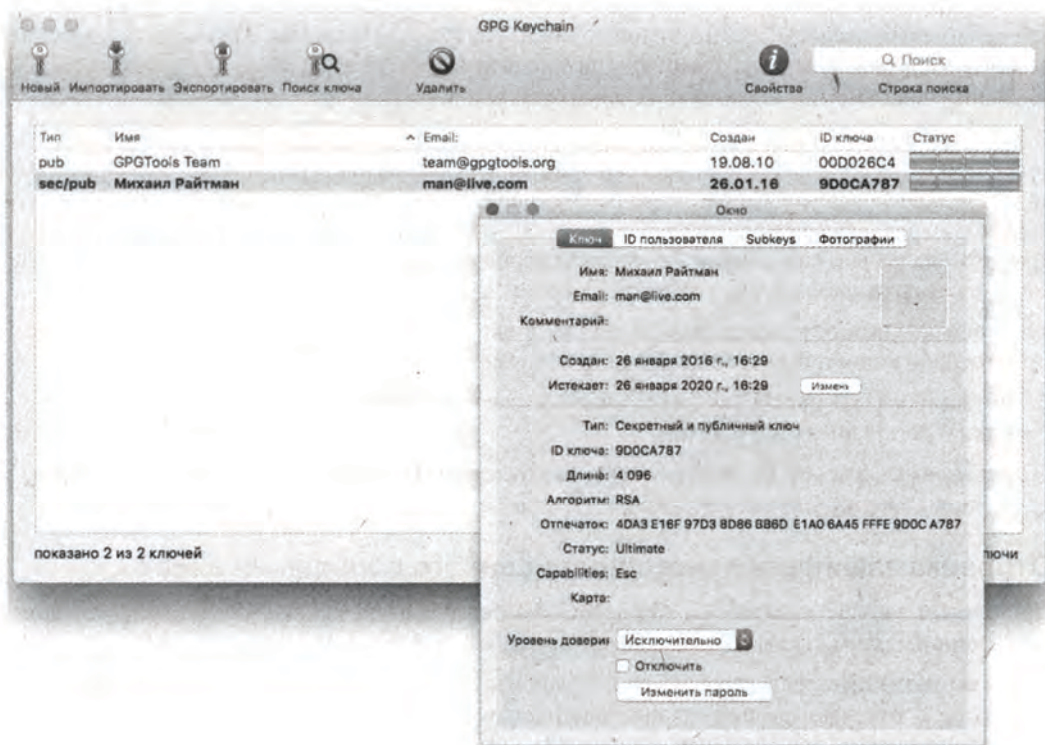 GPG Keychain
Новый Импортировать Экспортировать Поиск ключа Удалить Свойства Поиск Строка поиска
Тип Имя Email: Создан ID ключа Статус
pub GPGTools Team team@gpgtools.org 19.08.10 00D026C4
sec/pub Михаил Райтман man@live.com 26.01.16 9D0CA787
показано 2 из 2 ключей
Окно
Ключ ID пользователя Subkeys Фотографии
Имя: Михаил Райтман
Email: man@live.com
Комментарий:
Создан: 26 января 2016 г., 16:29
Истекает: 26 января 2020 г., 16:29 Измени
Тип: Секретный и публичный ключ
ID ключа: 9D0CA787
Длина: 4 096
Алгоритм: RSA
Отпечаток: 4DA3 E16F 97D3 8D86 B86D E1A0 6A45 FFFE 9D0C A787
Статус: Ultimate
Capabilities: Esc
Карта:
Уровень довери Исключительно
Отключить
Изменить пароль